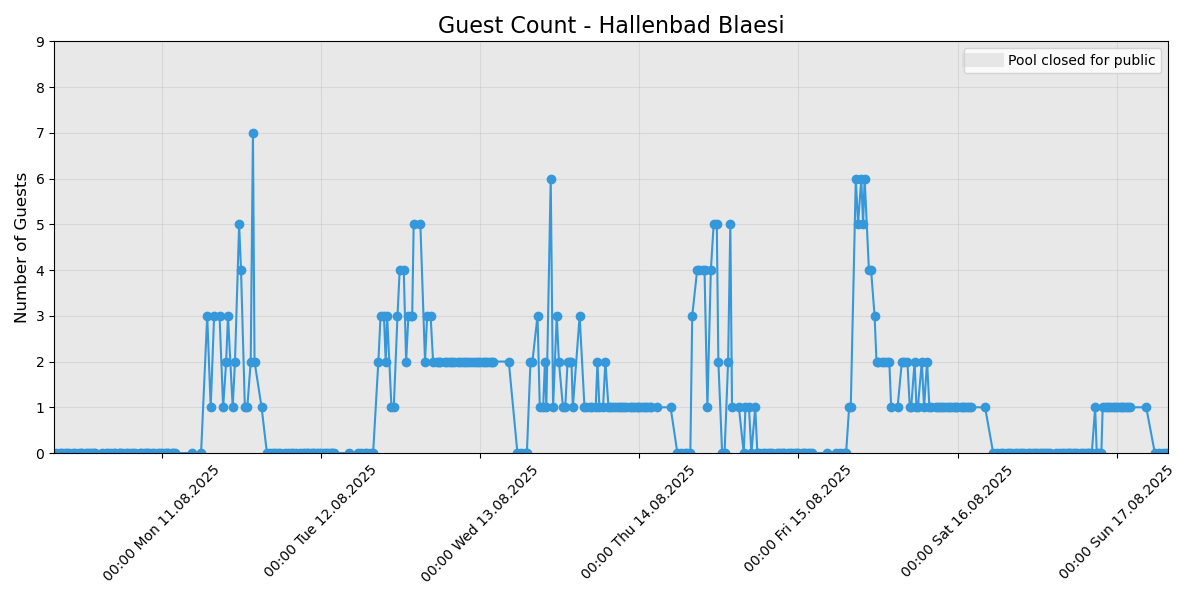 Guest Count - Hallenbad Blaesi
Pool closed for public
Number of Guests
9
8
7
6
5
4
3
2
1
0
00:00 Mon 11.08.2025
00:00 Tue 12.08.2025
00:00 Wed 13.08.2025
00:00 Thu 14.08.2025
00:00 Fri 15.08.2025
00:00 Sat 16.08.2025
00:00 Sun 17.08.2025